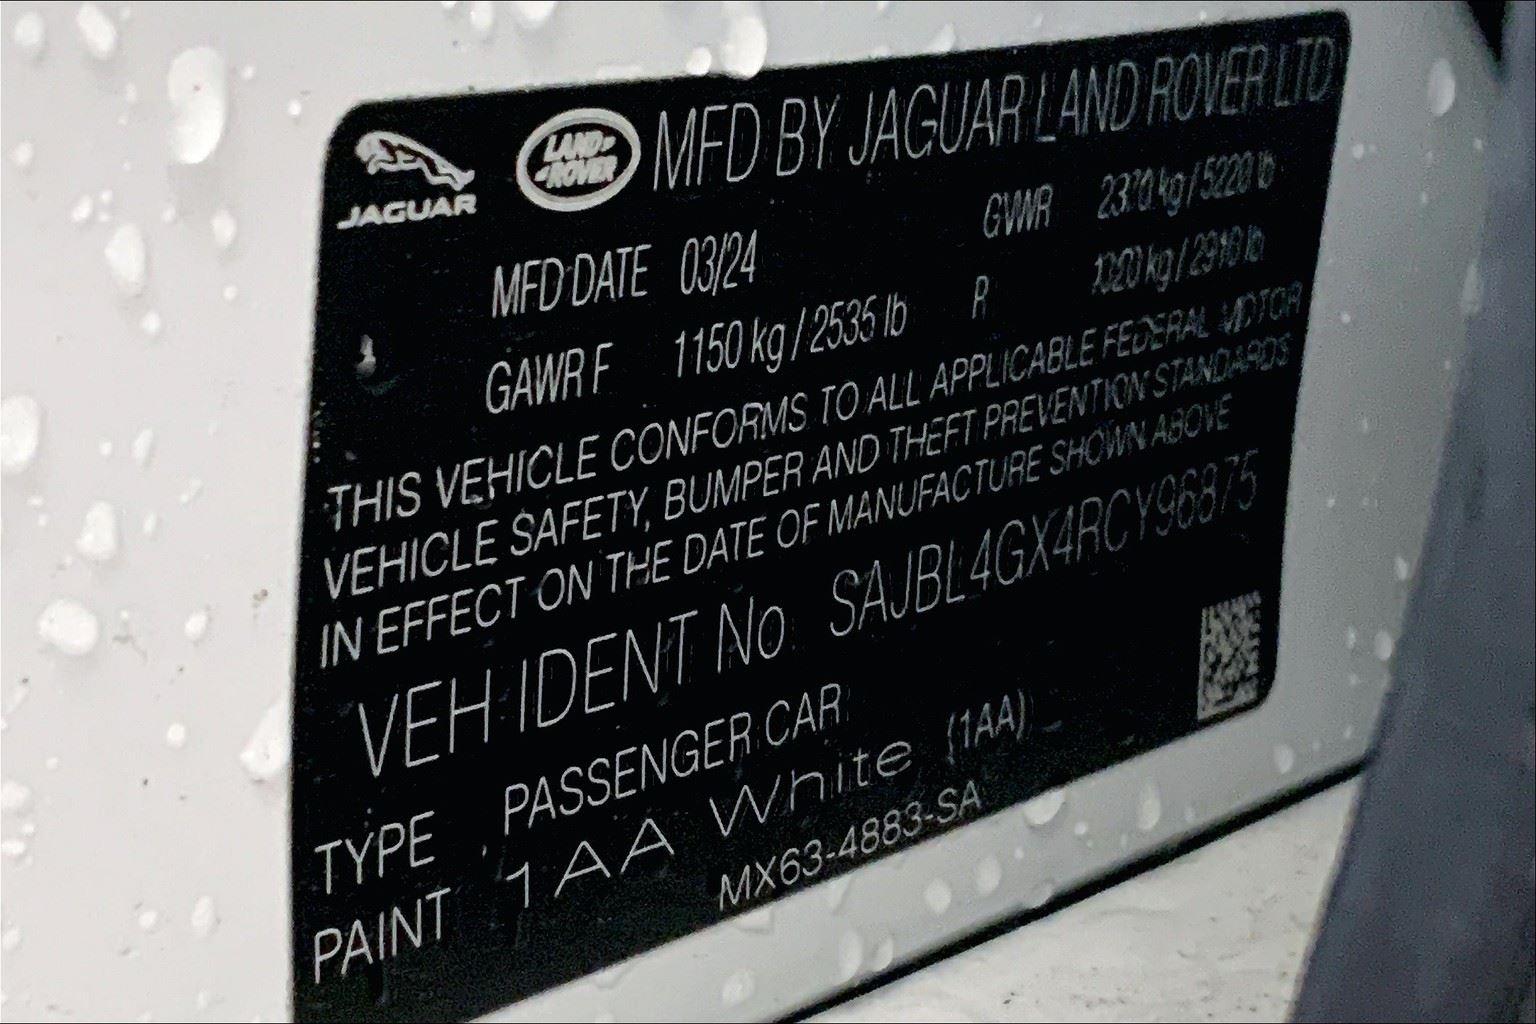 JAGUAR
LAND ROVER
MFD BY JAGUAR LAND ROVER LTD
MFD DATE 03/24 GVWR 2370 kg / 5220 lb
GAWR F 1150 kg / 2535 lb R 1320 kg / 2910 lb
THIS VEHICLE CONFORMS TO ALL APPLICABLE FEDERAL MOTOR
VEHICLE SAFETY, BUMPER AND THEFT PREVENTION STANDARDS
IN EFFECT ON THE DATE OF MANUFACTURE SHOWN ABOVE
VEH IDENT No SAJBL4GX4RCY96875
TYPE PASSENGER CAR
PAINT 1AA White (1AA)
MX63-4883-SA